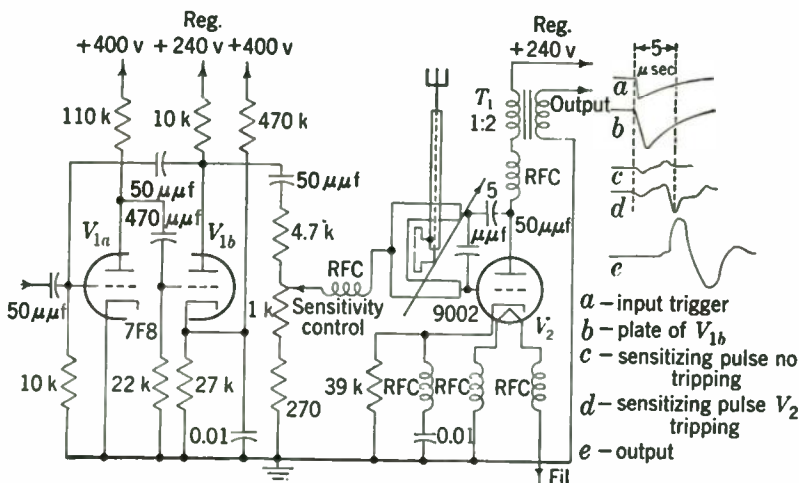 Reg.
+400 v +240 v +400 v
110 k
10 k
470 k
50 μμf
470 μμf
50 μμf
V1a
V1b
4.7 k
RFC
1 k
Sensitivity control
50 μμf
7F8
10 k
22 k
27 k
270
0.01
Reg.
+240 v
T1
1:2
Output
RFC
5 μμf
50 μμf
9002
V2
39 k
RFC
RFC
RFC
0.01
Fil
5 μsec
a
b
c
d
e
a – input trigger
b – plate of V1b
c – sensitizing pulse no tripping
d – sensitizing pulse V2 tripping
e – output